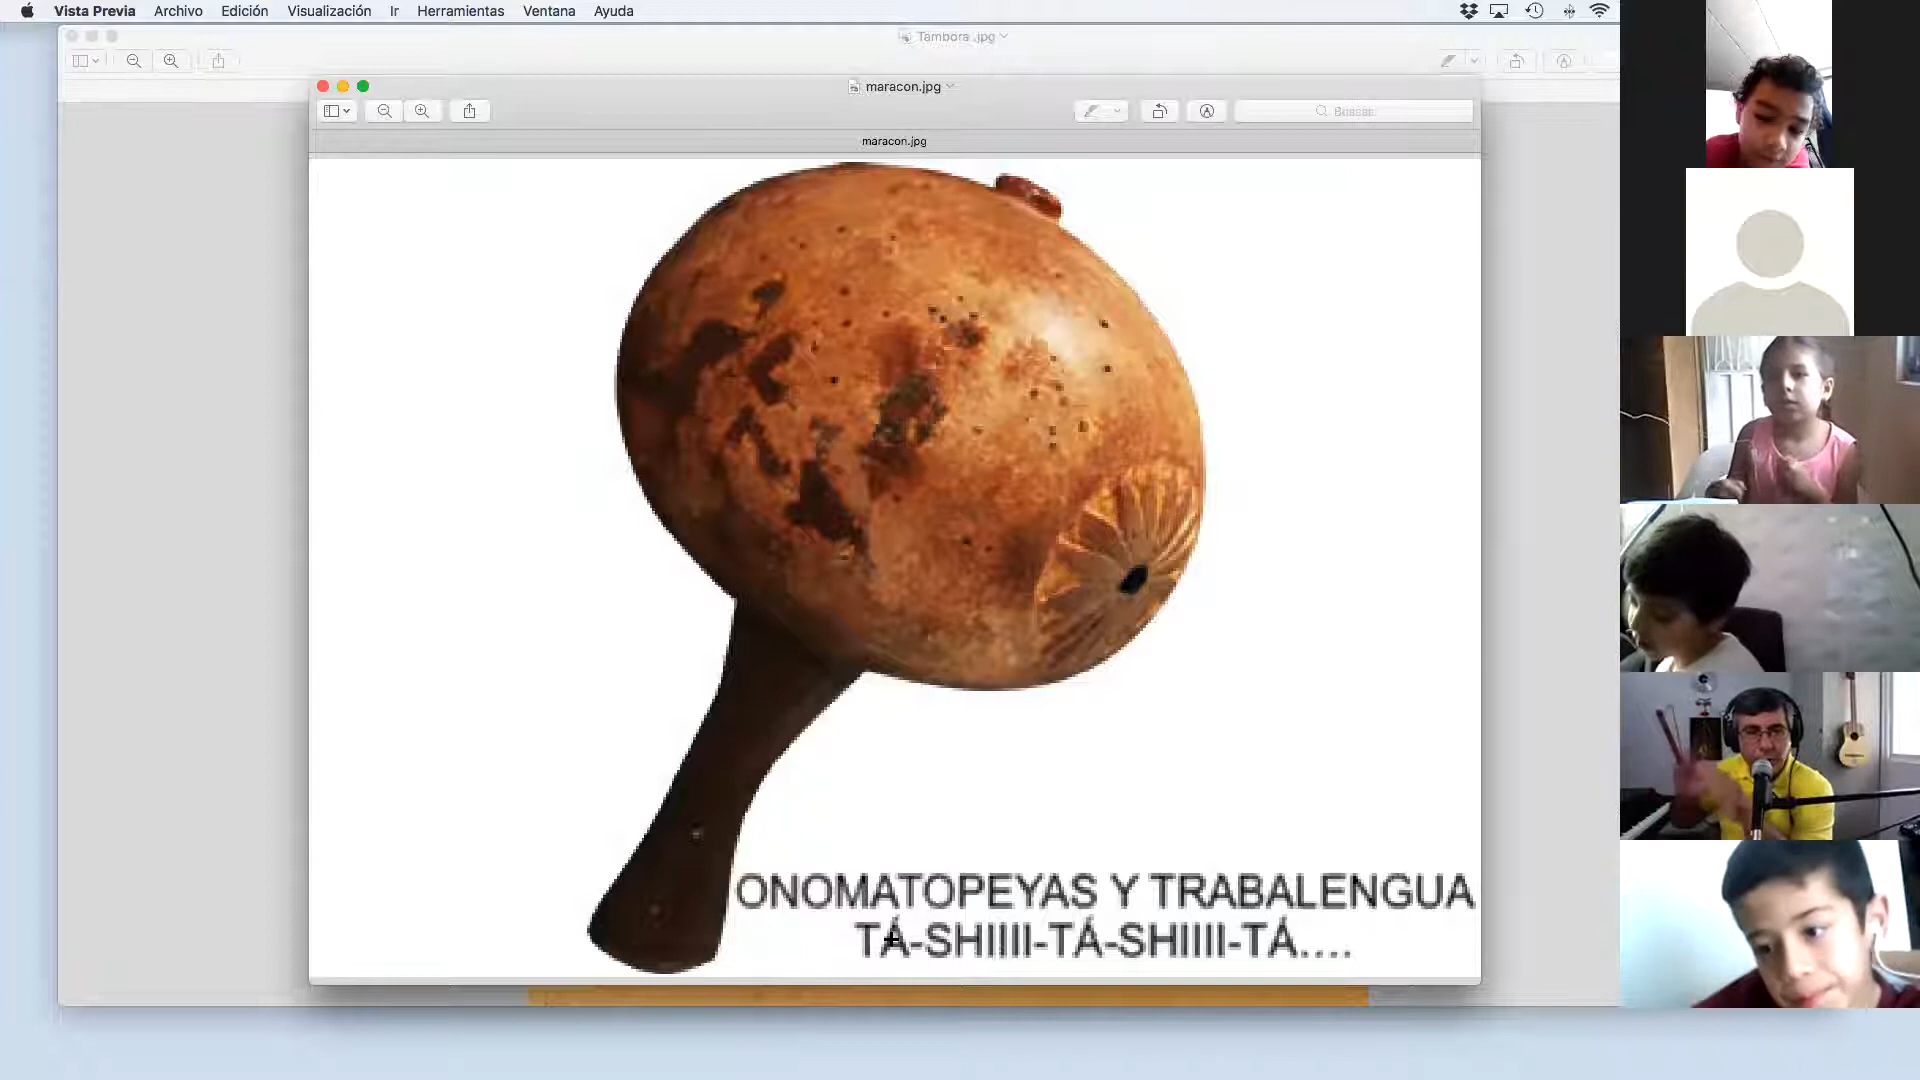 Vista Previa Archivo Edición Visualización Ir Herramientas Ventana Ayuda
Tambora .jpg
maracon.jpg
Buscar
maracon.jpg
ONOMATOPEYAS Y TRABALENGUA
TÁ-SHIIII-TÁ-SHIIII-TÁ....